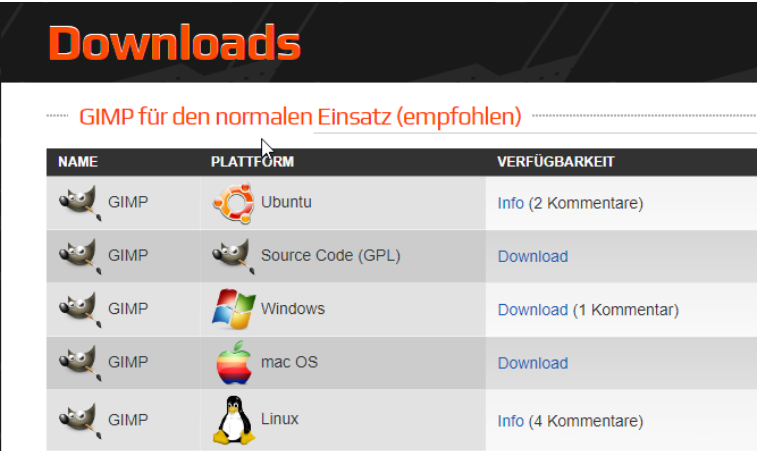 Downloads
GIMP für den normalen Einsatz (empfohlen)
NAME PLATTFORM VERFÜGBARKEIT
GIMP Ubuntu Info (2 Kommentare)
GIMP Source Code (GPL) Download
GIMP Windows Download (1 Kommentar)
GIMP mac OS Download
GIMP Linux Info (4 Kommentare)